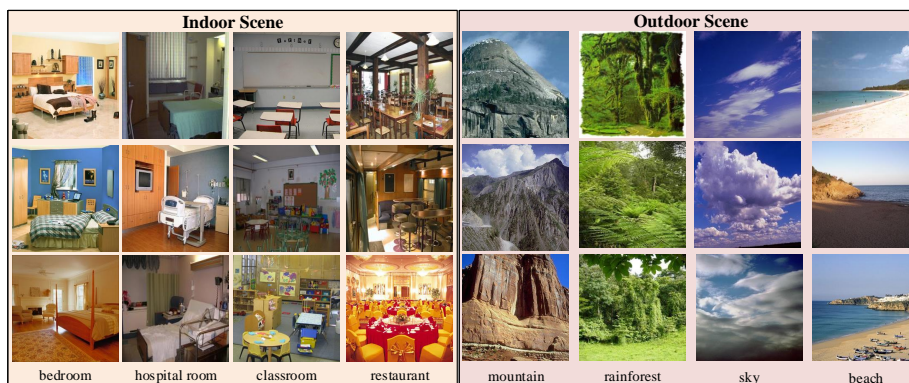 Indoor Scene
Outdoor Scene
bedroom
hospital room
classroom
restaurant
mountain
rainforest
sky
beach